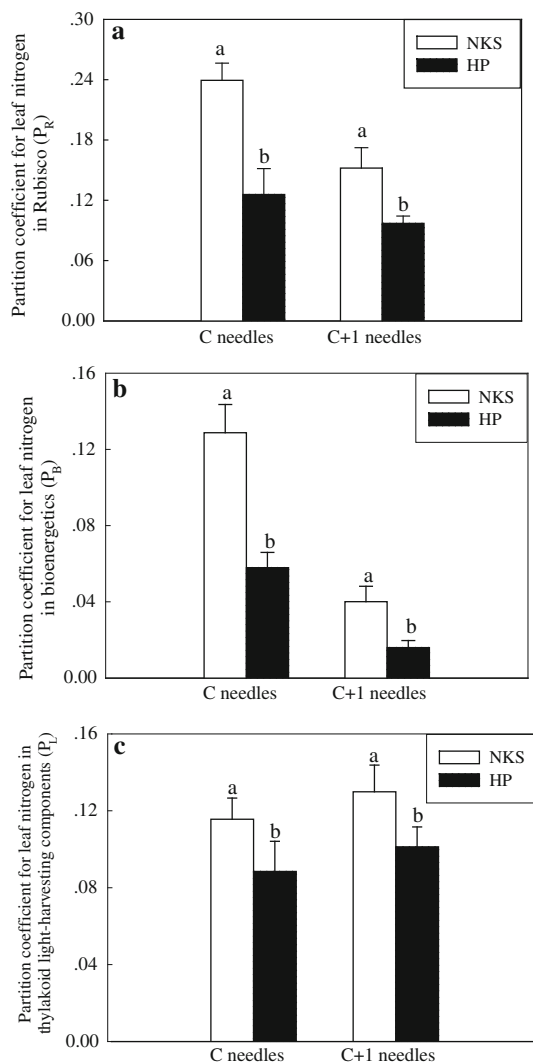 a
NKS
HP
.30
.24
.18
.12
.06
0.00
Partition coefficient for leaf nitrogen
in Rubisco (P_R)
a
b
a
b
C needles
C+1 needles
b
NKS
HP
.16
.12
.08
.04
0.00
Partition coefficient for leaf nitrogen
in bioenergetics (P_B)
a
b
a
b
C needles
C+1 needles
c
NKS
HP
.16
.12
.08
.04
0.00
Partition coefficient for leaf nitrogen in
thylakoid light-harvesting components (P_L)
a
b
a
b
C needles
C+1 needles